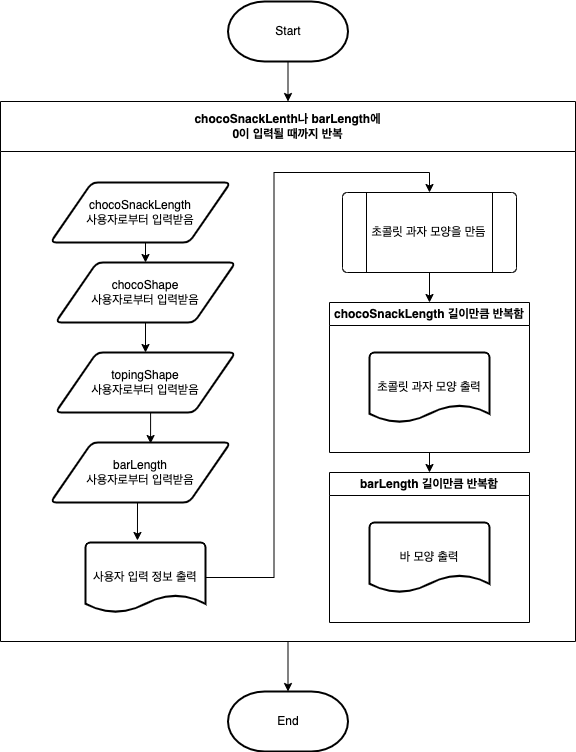 Start
chocoSnackLenth나 barLength에
0이 입력될 때까지 반복
chocoSnackLength
사용자로부터 입력받음
chocoShape
사용자로부터 입력받음
topingShape
사용자로부터 입력받음
barLength
사용자로부터 입력받음
사용자 입력 정보 출력
초콜릿 과자 모양을 만듬
chocoSnackLength 길이만큼 반복함
초콜릿 과자 모양 출력
barLength 길이만큼 반복함
바 모양 출력
End